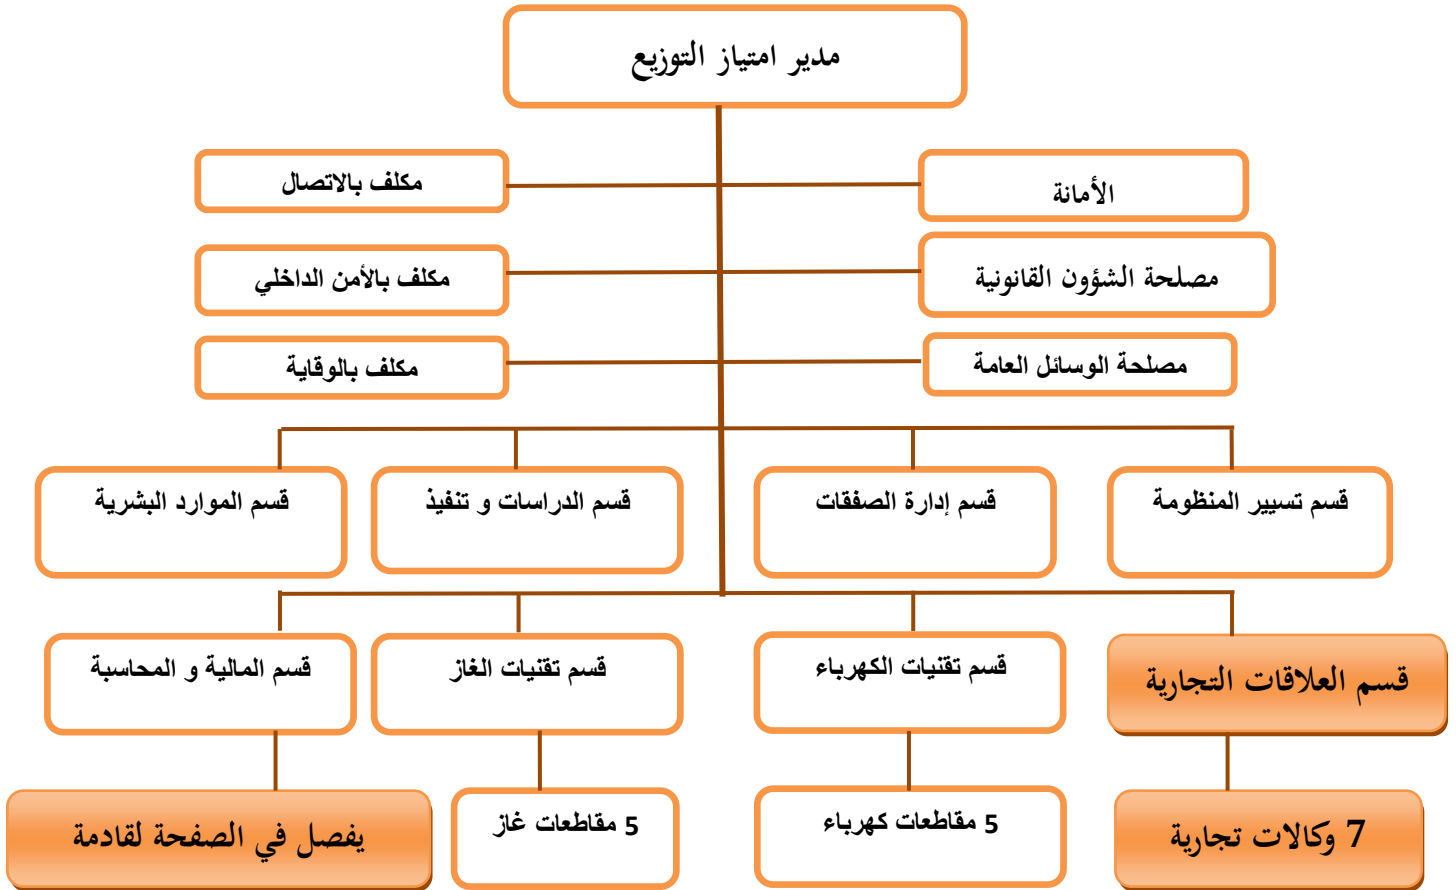 مدير امتياز التوزيع
الأمانة
مكلف بالاتصال
مصلحة الشؤون القانونية
مكلف بالأمن الداخلي
مصلحة الوسائل العامة
مكلف بالوقاية
قسم تسيير المنظومة
قسم إدارة الصفقات
قسم الدراسات و تنفيذ
قسم الموارد البشرية
قسم العلاقات التجارية
قسم تقنيات الكهرباء
قسم تقنيات الغاز
قسم المالية و المحاسبة
7 وكالات تجارية
5 مقاطعات كهرباء
5 مقاطعات غاز
يفصل في الصفحة لقادمة